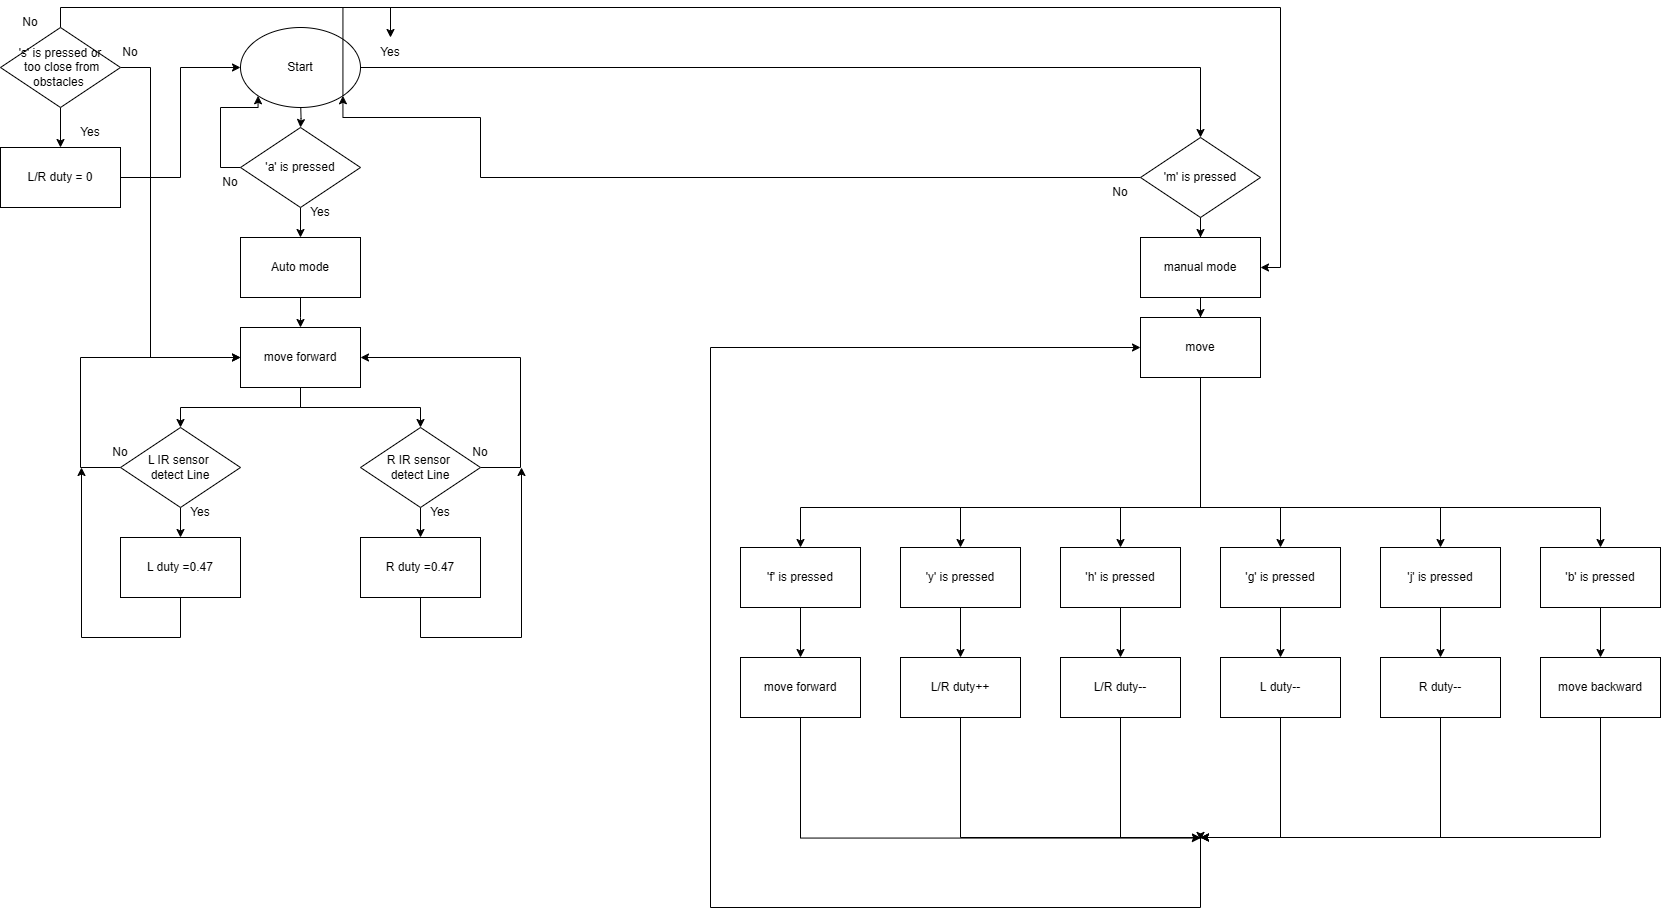 No
's' is pressed or
too close from
obstacles
No
Yes
L/R duty = 0
Start
Yes
'a' is pressed
No
Yes
Auto mode
move forward
No
L IR sensor
detect Line
Yes
L duty =0.47
R IR sensor
detect Line
No
Yes
R duty =0.47
'm' is pressed
No
manual mode
move
'f' is pressed
'y' is pressed
'h' is pressed
'g' is pressed
'j' is pressed
'b' is pressed
move forward
L/R duty++
L/R duty--
L duty--
R duty--
move backward